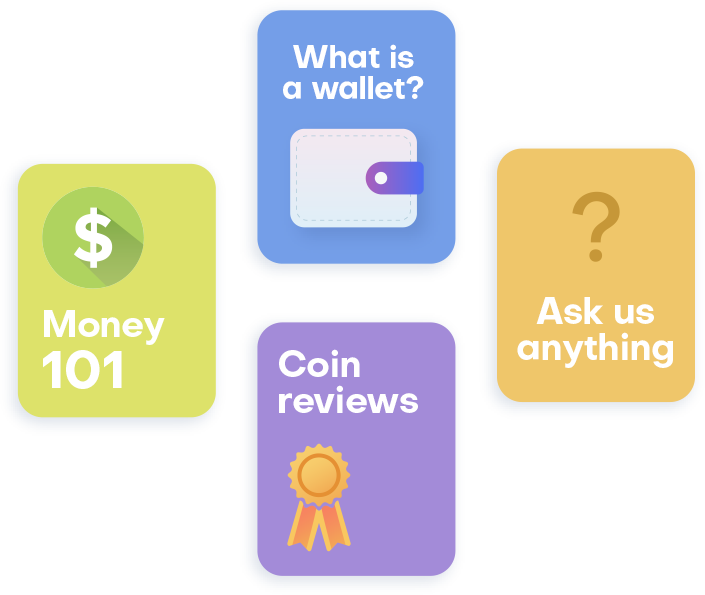 What is
a wallet?
$
Money
101
?
Ask us
anything
Coin
reviews